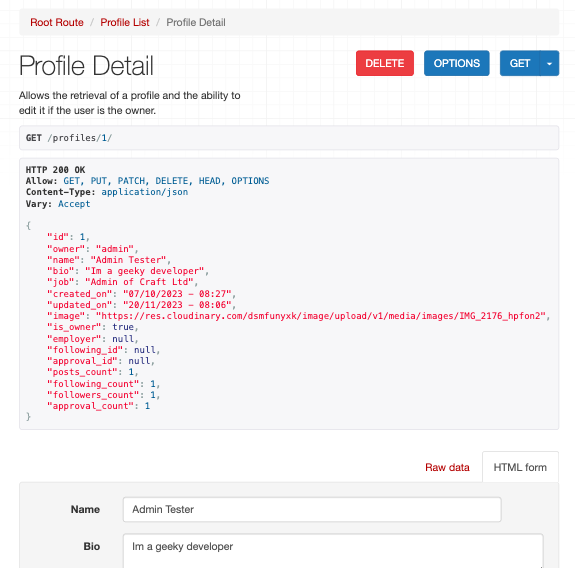 Root Route / Profile List / Profile Detail
Profile Detail
DELETE
OPTIONS
GET
Allows the retrieval of a profile and the ability to
edit it if the user is the owner.
GET /profiles/1/
HTTP 200 OK
Allow: GET, PUT, PATCH, DELETE, HEAD, OPTIONS
Content-Type: application/json
Vary: Accept
{
    "id": 1,
    "owner": "admin",
    "name": "Admin Tester",
    "bio": "Im a geeky developer",
    "job": "Admin of Craft Ltd",
    "created_on": "07/10/2023 - 08:27",
    "updated_on": "20/11/2023 - 08:06",
    "image": "https://res.cloudinary.com/dsmfunyxk/image/upload/v1/media/images/IMG_2176_hpfon2",
    "is_owner": true,
    "employer": null,
    "following_id": null,
    "approval_id": null,
    "posts_count": 1,
    "following_count": 1,
    "followers_count": 1,
    "approval_count": 1
}
Raw data
HTML form
Name
Admin Tester
Bio
Im a geeky developer